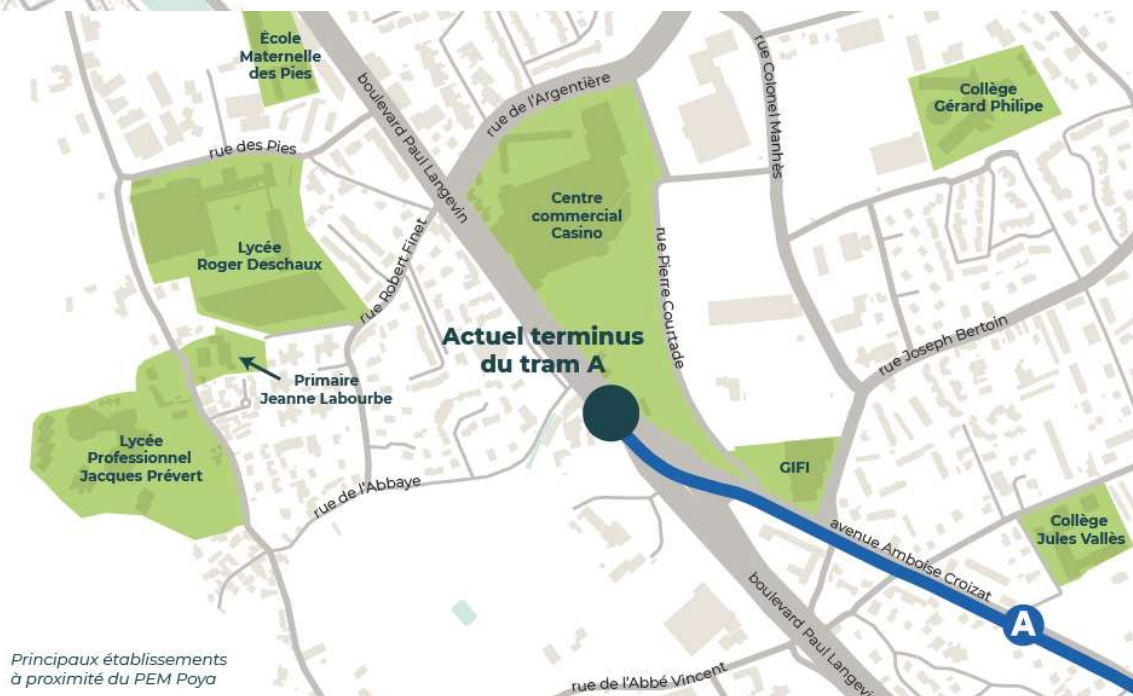 École
Maternelle
des Pies
boulevard Paul Langevin
rue de l'Argentière
rue Colonel Manhès
Collège
Gérard Philipe
rue des Pies
Centre
commercial
Casino
Lycée
Roger Deschaux
rue Robert Finet
rue Pierre Courtade
Actuel terminus
du tram A
rue Joseph Bertoin
Primaire
Jeanne Labourbe
Lycée
Professionnel
Jacques Prévert
GIFI
rue de l'Abbaye
Collège
Jules Vallès
avenue Amboise Croizat
boulevard Paul Langevin
A
Principaux établissements
à proximité du PEM Poya
rue de l'Abbé Vincent